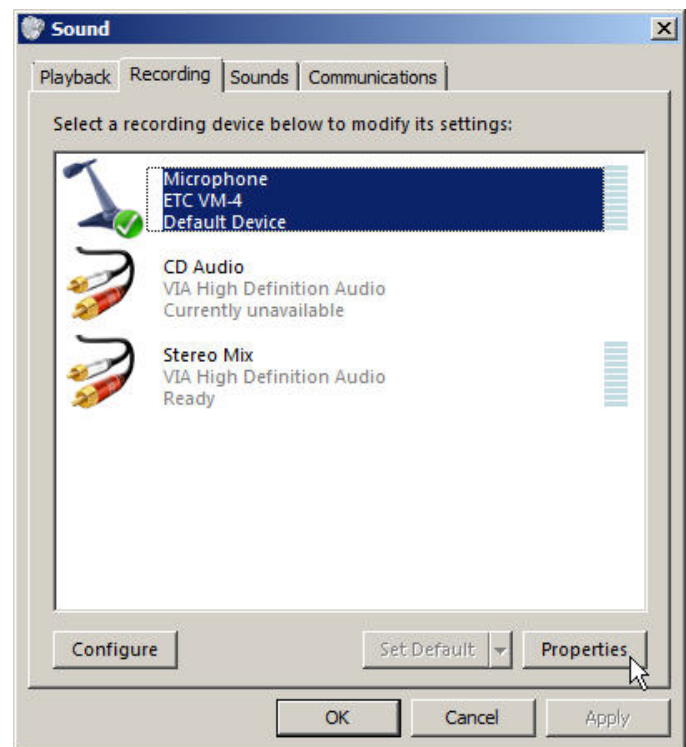 Sound
Playback Recording Sounds Communications
Select a recording device below to modify its settings:
Microphone
ETC VM-4
Default Device
CD Audio
VIA High Definition Audio
Currently unavailable
Stereo Mix
VIA High Definition Audio
Ready
Configure Set Default Properties
OK Cancel Apply